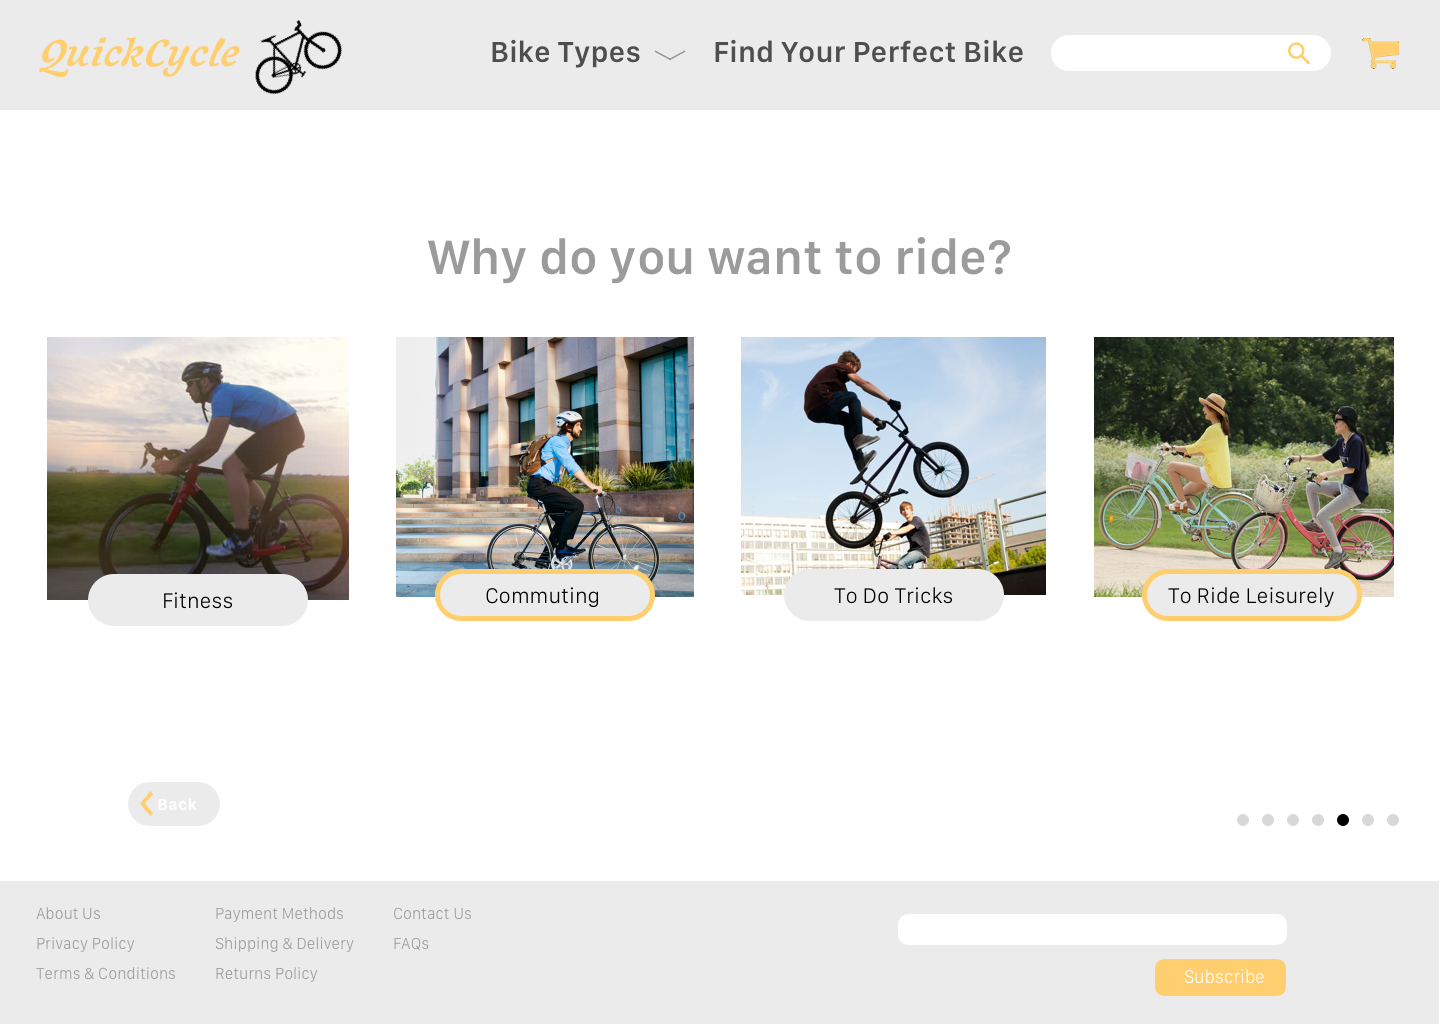 QuickCycle
Bike Types
Find Your Perfect Bike
Why do you want to ride?
Fitness
Commuting
To Do Tricks
To Ride Leisurely
Back
About Us
Privacy Policy
Terms & Conditions
Payment Methods
Shipping & Delivery
Returns Policy
Contact Us
FAQs
Subscribe